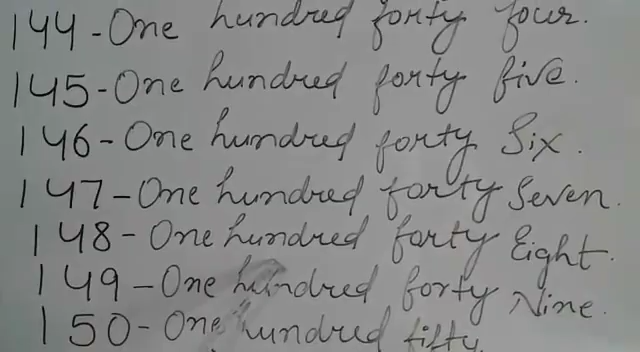 144-One hundred forty four.
145-One hundred forty five.
146-One hundred forty Six.
147-One hundred forty Seven.
148-One hundred forty Eight.
149-One hundred forty Nine.
150-One hundred fifty.